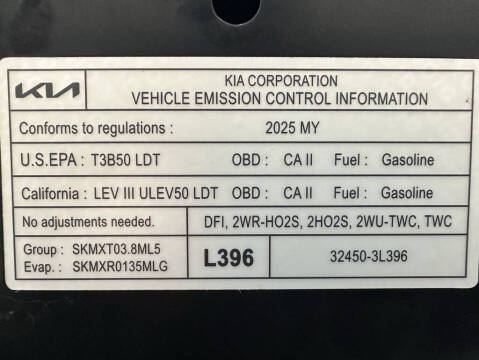 KIA KIA CORPORATION
VEHICLE EMISSION CONTROL INFORMATION
Conforms to regulations : 2025 MY
U.S.EPA : T3B50 LDT OBD : CA II Fuel : Gasoline
California : LEV III ULEV50 LDT OBD : CA II Fuel : Gasoline
No adjustments needed. DFI, 2WR-HO2S, 2HO2S, 2WU-TWC, TWC
Group : SKMXT03.8ML5
Evap. : SKMXR0135MLG
L396 32450-3L396